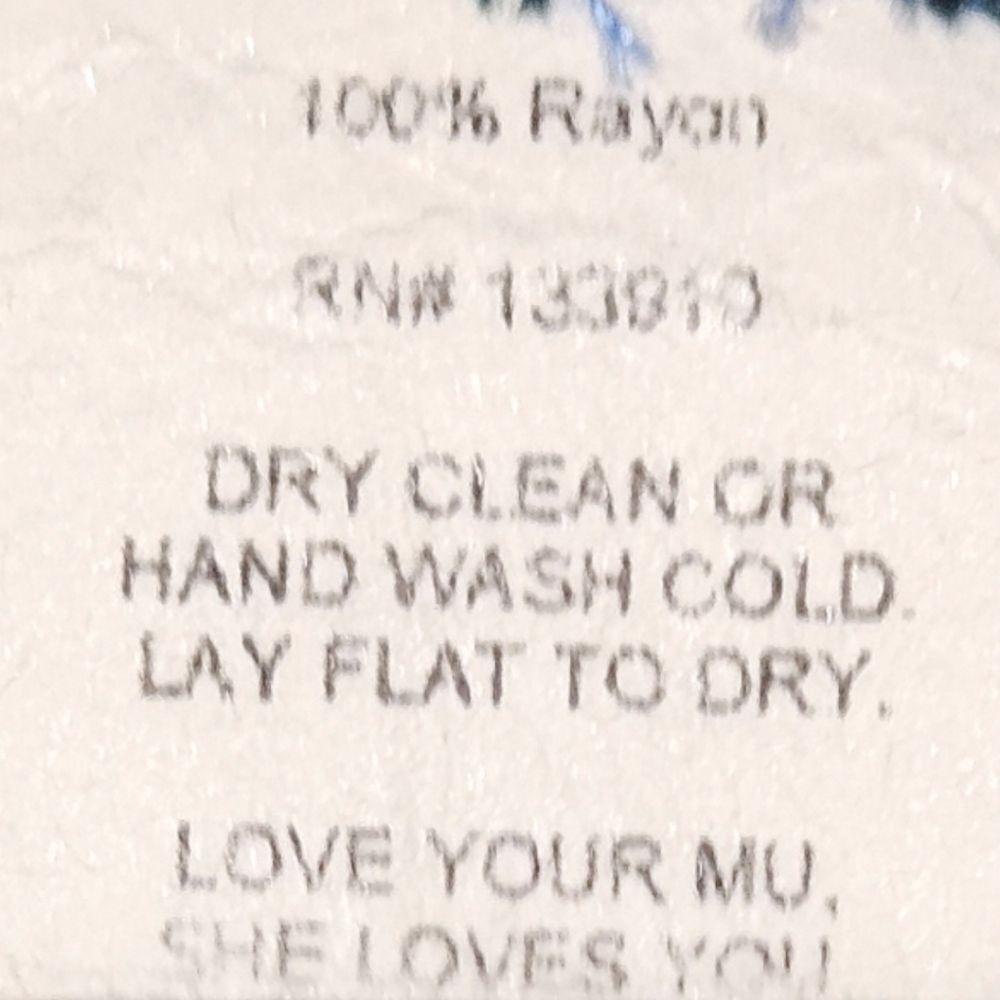 100% Rayon
RN# 133910
DRY CLEAN OR
HAND WASH COLD.
LAY FLAT TO DRY.
LOVE YOUR MU,
SHE LOVES YOU